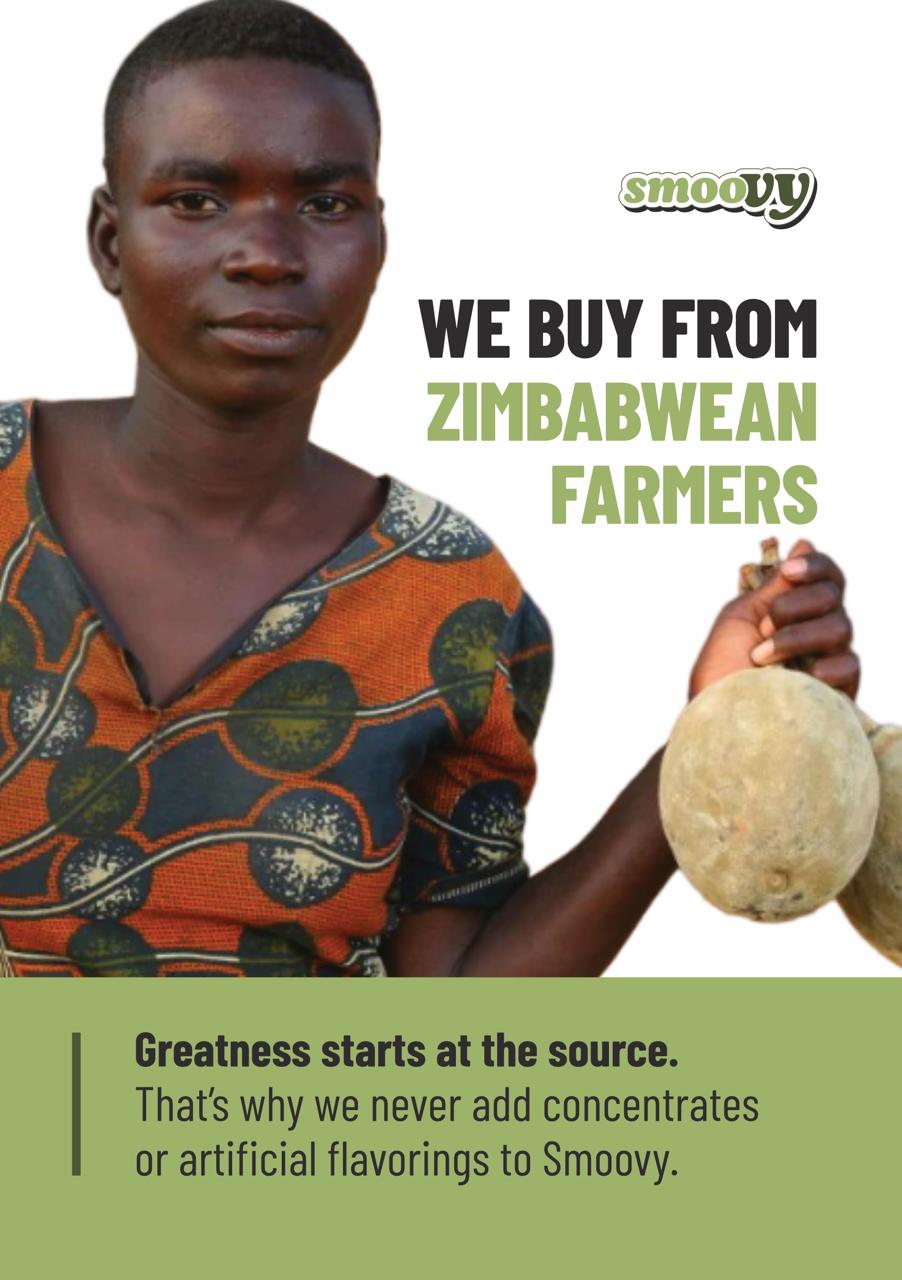 smoovy
WE BUY FROM
ZIMBABWEAN
FARMERS
Greatness starts at the source.
That's why we never add concentrates
or artificial flavorings to Smoovy.